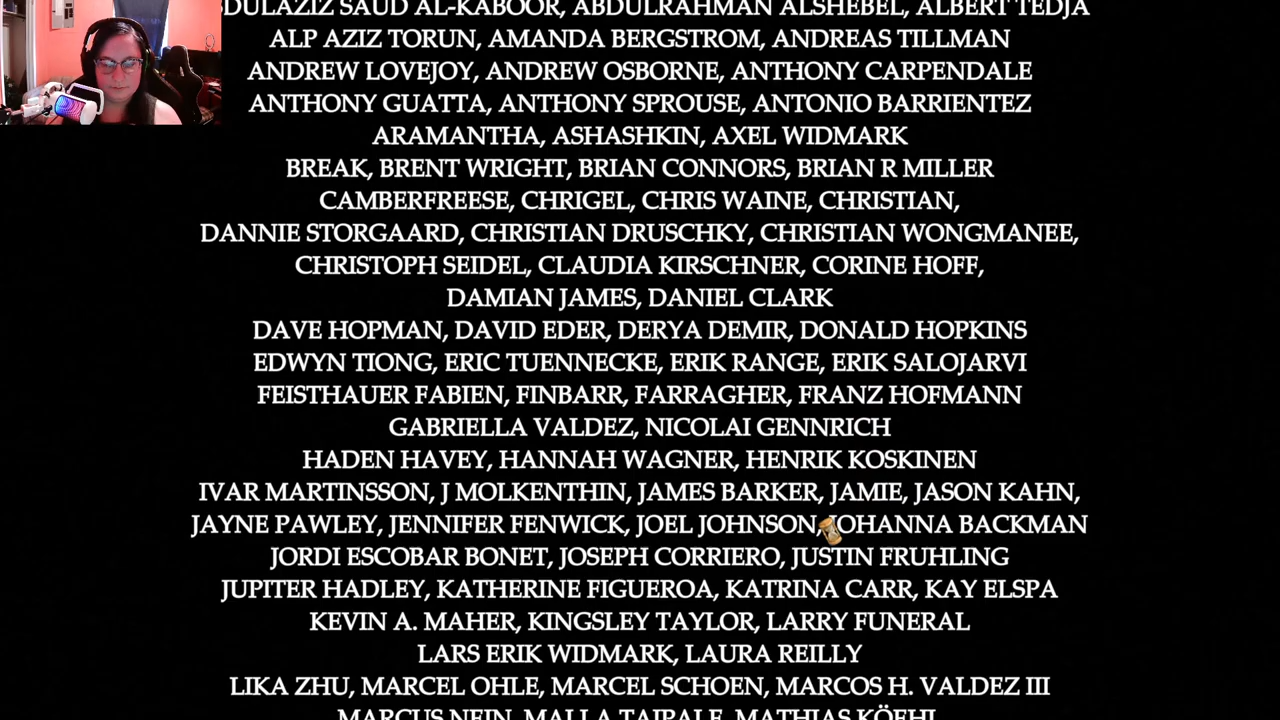 ABDULAZIZ SAUD AL-KABOOR, ABDULRAHMAN ALSHEBEL, ALBERT TEDJA
ALP AZIZ TORUN, AMANDA BERGSTROM, ANDREAS TILLMAN
ANDREW LOVEJOY, ANDREW OSBORNE, ANTHONY CARPENDALE
ANTHONY GUATTA, ANTHONY SPROUSE, ANTONIO BARRIENTEZ
ARAMANTHA, ASHASHKIN, AXEL WIDMARK
BREAK, BRENT WRIGHT, BRIAN CONNORS, BRIAN R MILLER
CAMBERFREESE, CHRIGEL, CHRIS WAINE, CHRISTIAN,
DANNIE STORGAARD, CHRISTIAN DRUSCHKY, CHRISTIAN WONGMANEE,
CHRISTOPH SEIDEL, CLAUDIA KIRSCHNER, CORINE HOFF,
DAMIAN JAMES, DANIEL CLARK
DAVE HOPMAN, DAVID EDER, DERYA DEMIR, DONALD HOPKINS
EDWYN TIONG, ERIC TUENNECKE, ERIK RANGE, ERIK SALOJARVI
FEISTHAUER FABIEN, FINBARR, FARRAGHER, FRANZ HOFMANN
GABRIELLA VALDEZ, NICOLAI GENNRICH
HADEN HAVEY, HANNAH WAGNER, HENRIK KOSKINEN
IVAR MARTINSSON, J MOLKENTHIN, JAMES BARKER, JAMIE, JASON KAHN,
JAYNE PAWLEY, JENNIFER FENWICK, JOEL JOHNSON, JOHANNA BACKMAN
JORDI ESCOBAR BONET, JOSEPH CORRIERO, JUSTIN FRUHLING
JUPITER HADLEY, KATHERINE FIGUEROA, KATRINA CARR, KAY ELSPA
KEVIN A. MAHER, KINGSLEY TAYLOR, LARRY FUNERAL
LARS ERIK WIDMARK, LAURA REILLY
LIKA ZHU, MARCEL OHLE, MARCEL SCHOEN, MARCOS H. VALDEZ III
MARCUS NEIN, MALLA TAIPALE, MATHIAS KÖEHL